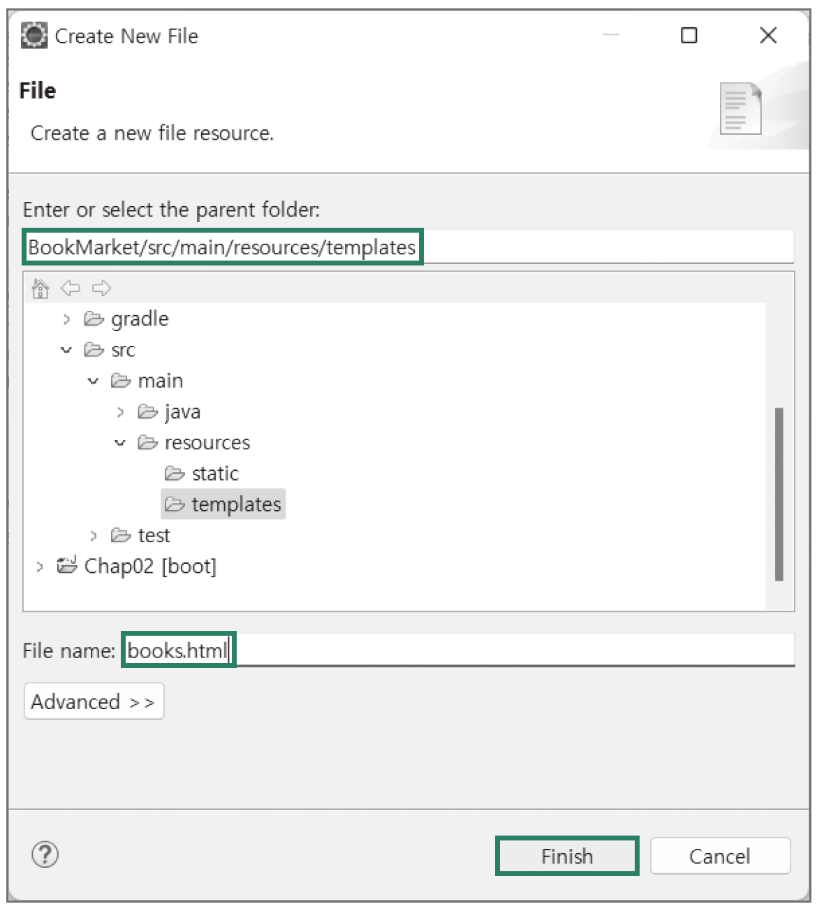 Create New File
File
Create a new file resource.
Enter or select the parent folder:
BookMarket/src/main/resources/templates
gradle
src
main
java
resources
static
templates
test
Chap02 [boot]
File name: books.html
Advanced >>
Finish Cancel